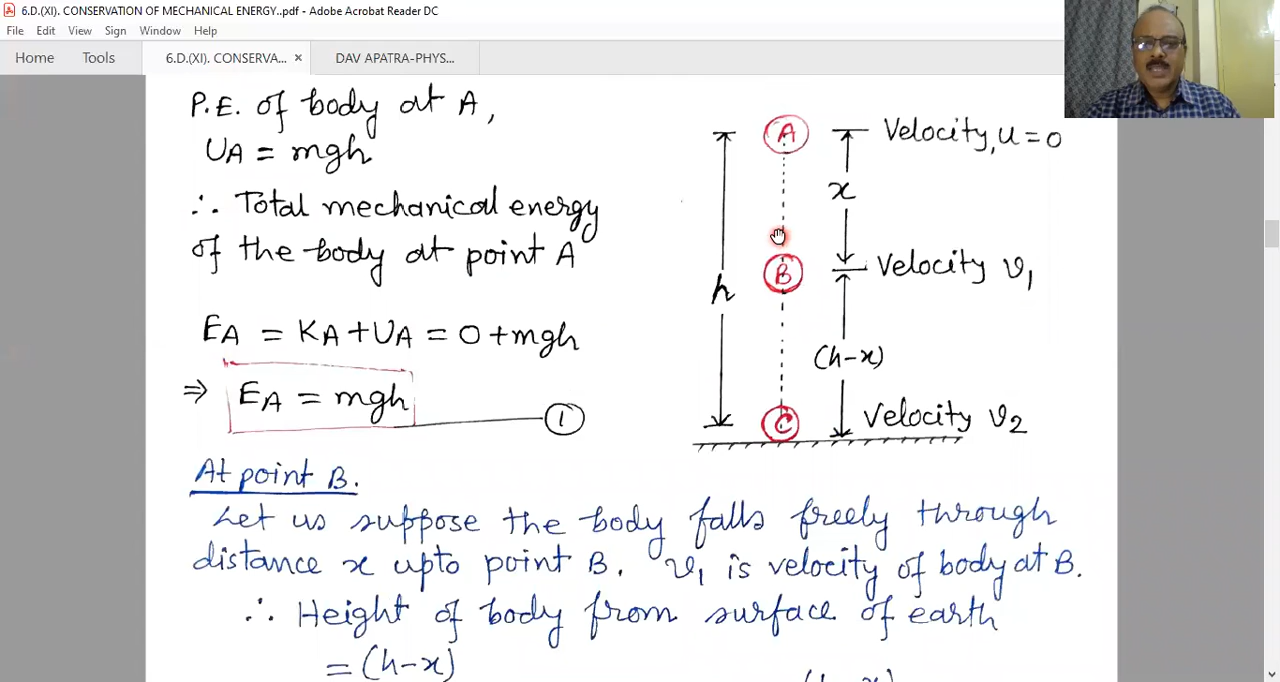 6.D.(XI). CONSERVATION OF MECHANICAL ENERGY..pdf - Adobe Acrobat Reader DC
File Edit View Sign Window Help
Home Tools 6.D.(XI). CONSERVA... × DAV APATRA-PHYS...
P.E. of body at A,
UA = mgh
∴ Total mechanical energy
of the body at point A
EA = KA + UA = 0 + mgh
⇒ EA = mgh ①
A Velocity, u = 0
x
B Velocity v1
h
(h-x)
C Velocity v2
At point B.
Let us suppose the body falls freely through
distance x upto point B. v1 is velocity of body at B.
∴ Height of body from surface of earth
= (h-x)